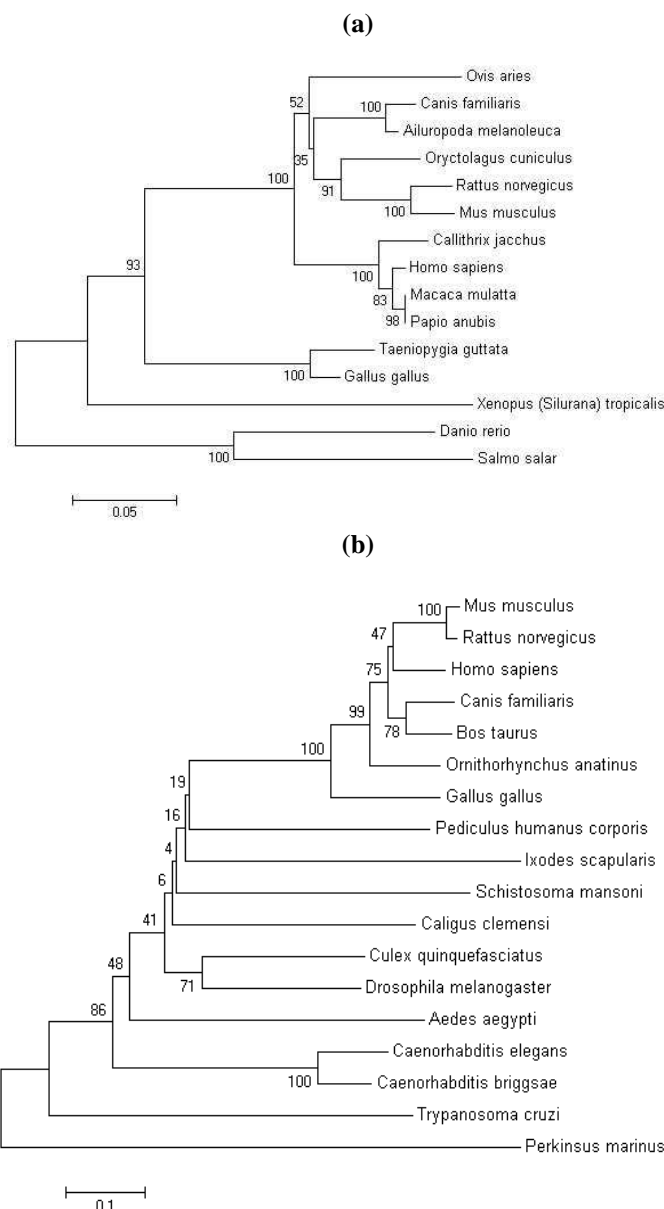 (a)
Ovis aries
52
100
Canis familiaris
Ailuropoda melanoleuca
35
Oryctolagus cuniculus
91
100
Rattus norvegicus
100
Mus musculus
Callithrix jacchus
93
100
Homo sapiens
83
Macaca mulatta
98
Papio anubis
Taeniopygia guttata
100
Gallus gallus
Xenopus (Silurana) tropicalis
Danio rerio
100
Salmo salar
0.05
(b)
100
Mus musculus
47
Rattus norvegicus
75
Homo sapiens
Canis familiaris
99
78
Bos taurus
100
Ornithorhynchus anatinus
19
Gallus gallus
16
Pediculus humanus corporis
4
Ixodes scapularis
6
Schistosoma mansoni
41
Caligus clemensi
48
Culex quinquefasciatus
71
Drosophila melanogaster
86
Aedes aegypti
Caenorhabditis elegans
100
Caenorhabditis briggsae
Trypanosoma cruzi
Perkinsus marinus
0.1